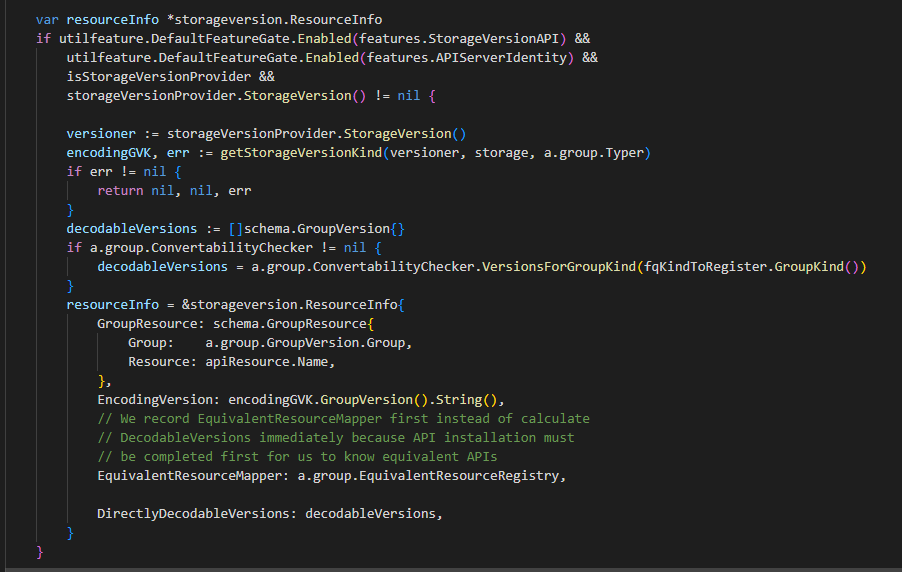 var resourceInfo *storageversion.ResourceInfo
if utilfeature.DefaultFeatureGate.Enabled(features.StorageVersionAPI) &&
    utilfeature.DefaultFeatureGate.Enabled(features.APIServerIdentity) &&
    isStorageVersionProvider &&
    storageVersionProvider.StorageVersion() != nil {

    versioner := storageVersionProvider.StorageVersion()
    encodingGVK, err := getStorageVersionKind(versioner, storage, a.group.Typer)
    if err != nil {
        return nil, nil, err
    }
    decodableVersions := []schema.GroupVersion{}
    if a.group.ConvertabilityChecker != nil {
        decodableVersions = a.group.ConvertabilityChecker.VersionsForGroupKind(fqKindToRegister.GroupKind())
    }
    resourceInfo = &storageversion.ResourceInfo{
        GroupResource: schema.GroupResource{
            Group:    a.group.GroupVersion.Group,
            Resource: apiResource.Name,
        },
        EncodingVersion: encodingGVK.GroupVersion().String(),
        // We record EquivalentResourceMapper first instead of calculate
        // DecodableVersions immediately because API installation must
        // be completed first for us to know equivalent APIs
        EquivalentResourceMapper: a.group.EquivalentResourceRegistry,

        DirectlyDecodableVersions: decodableVersions,
    }
}